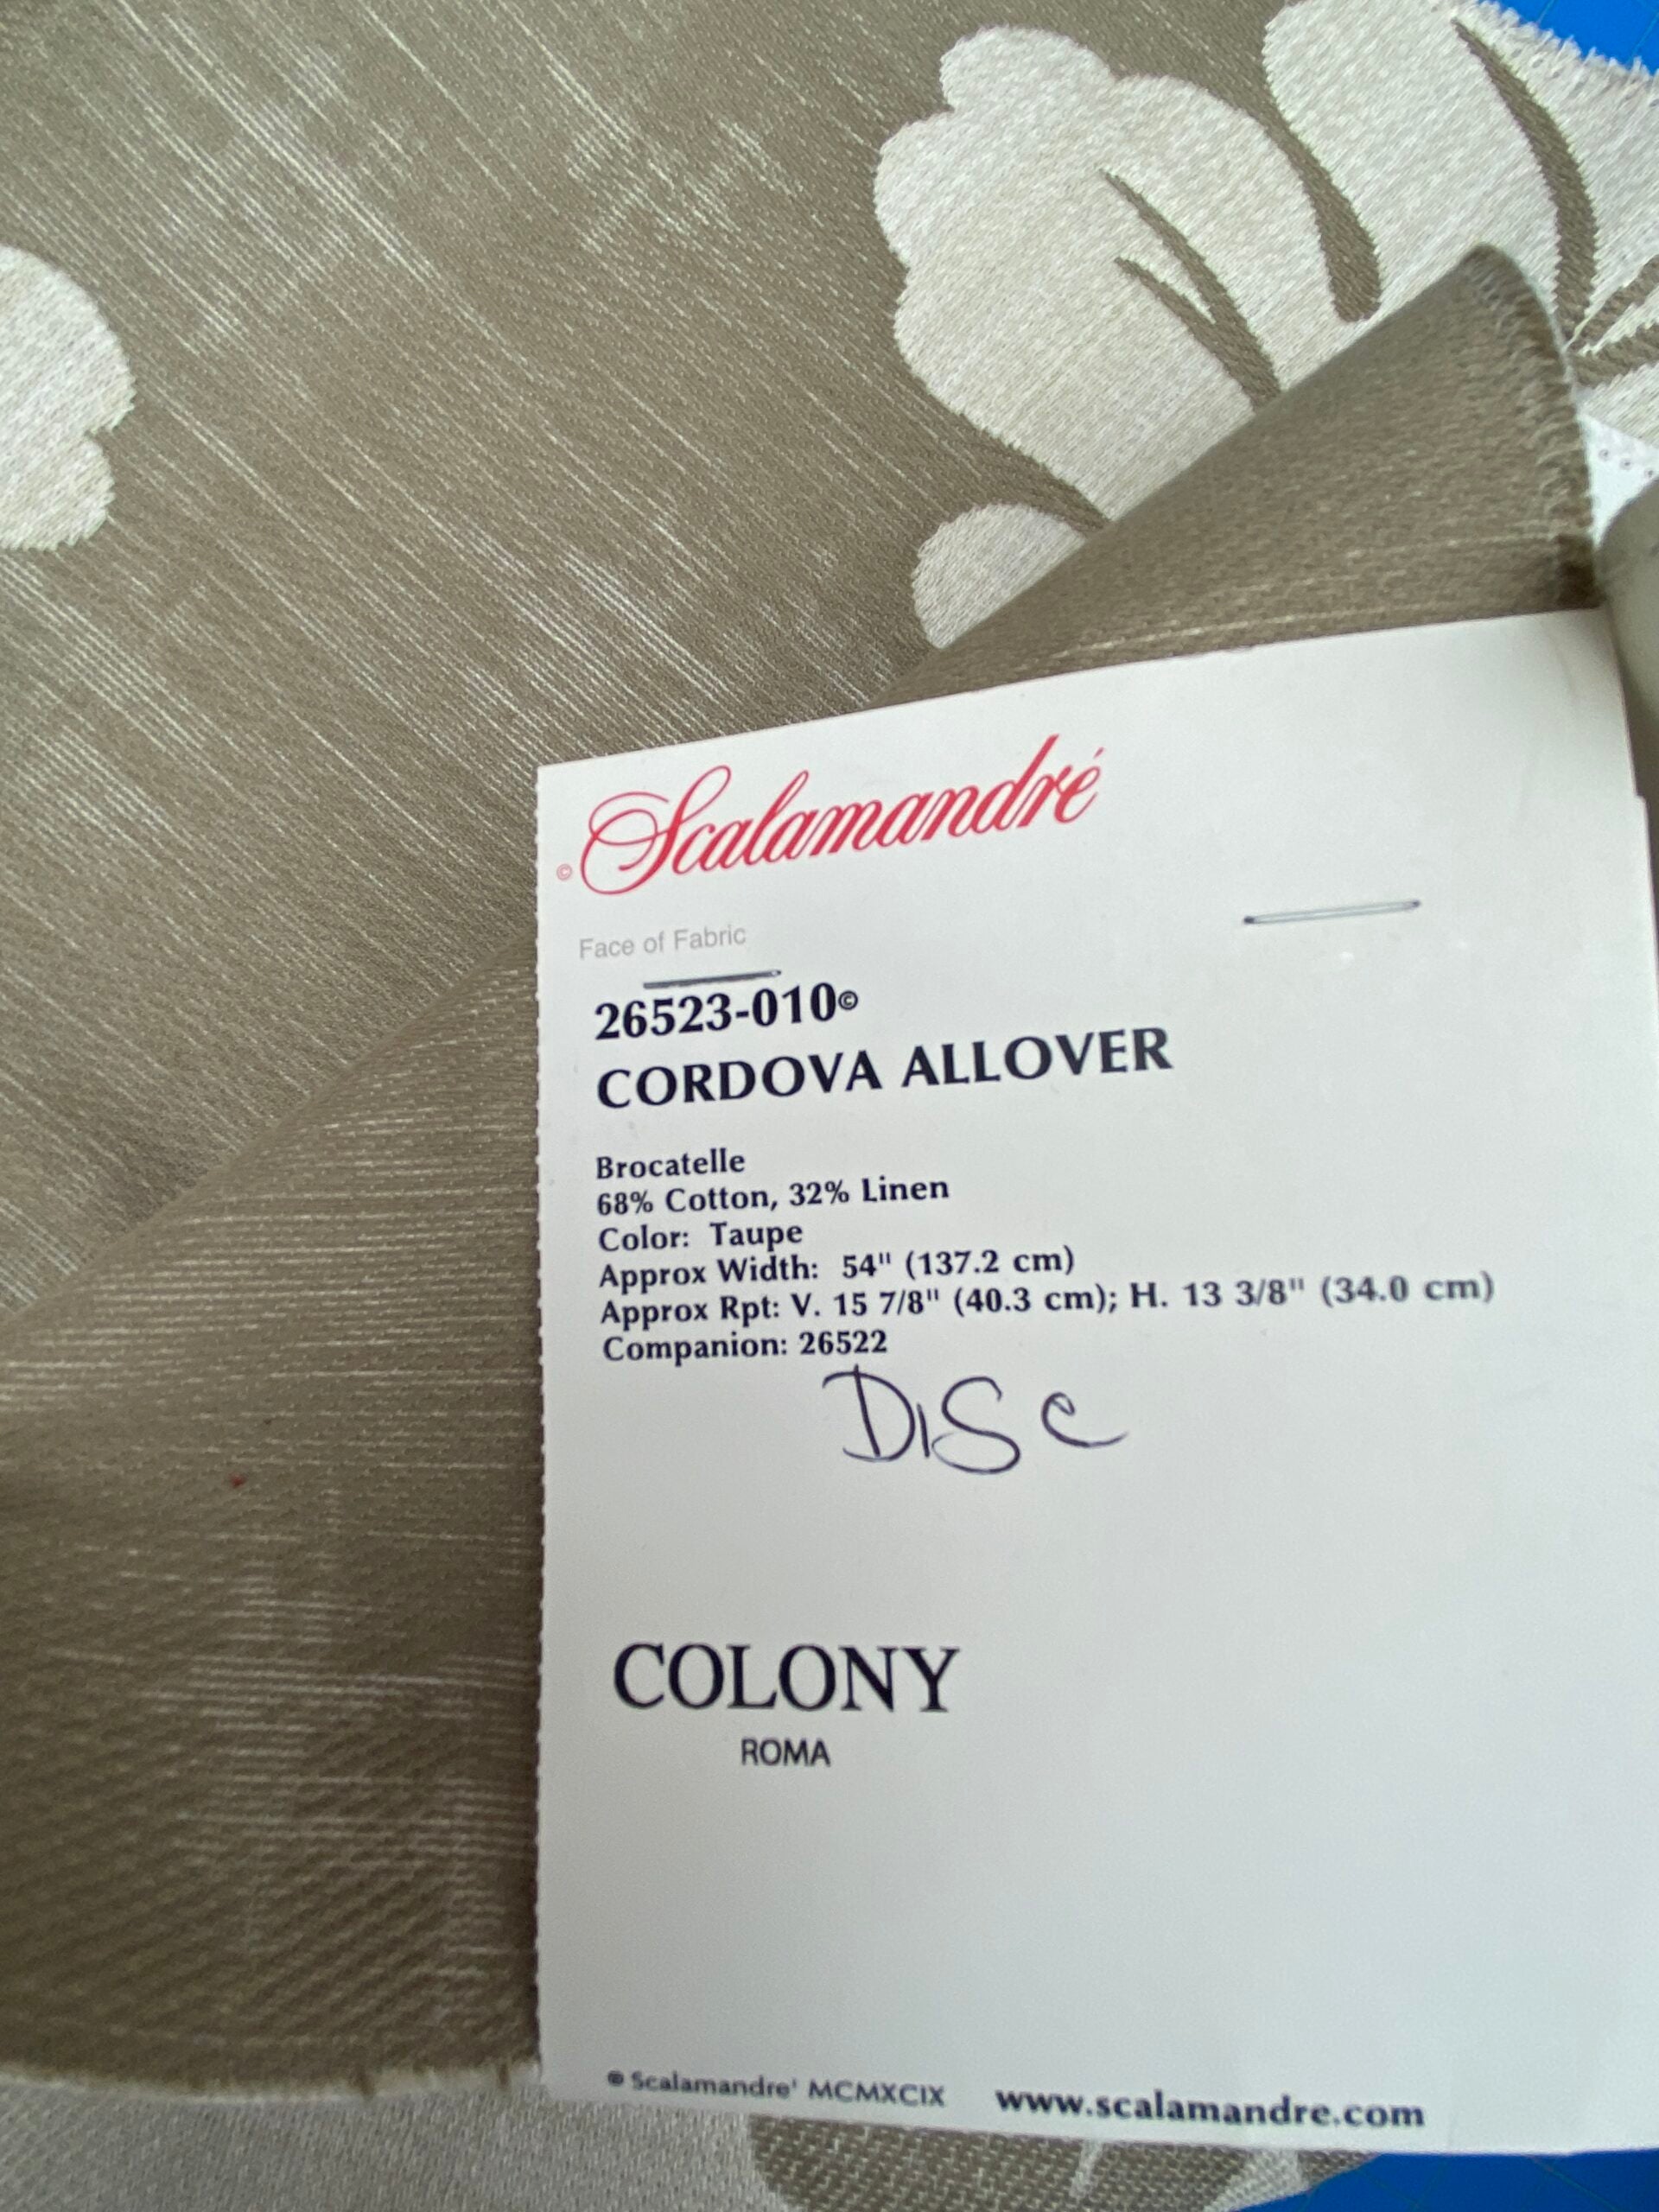 © Scalamandré
Face of Fabric
26523-010©
CORDOVA ALLOVER
Brocatelle
68% Cotton, 32% Linen
Color: Taupe
Approx Width: 54" (137.2 cm)
Approx Rpt: V. 15 7/8" (40.3 cm); H. 13 3/8" (34.0 cm)
Companion: 26522
DiSC
COLONY
ROMA
© Scalamandre' MCMXCIX www.scalamandre.com